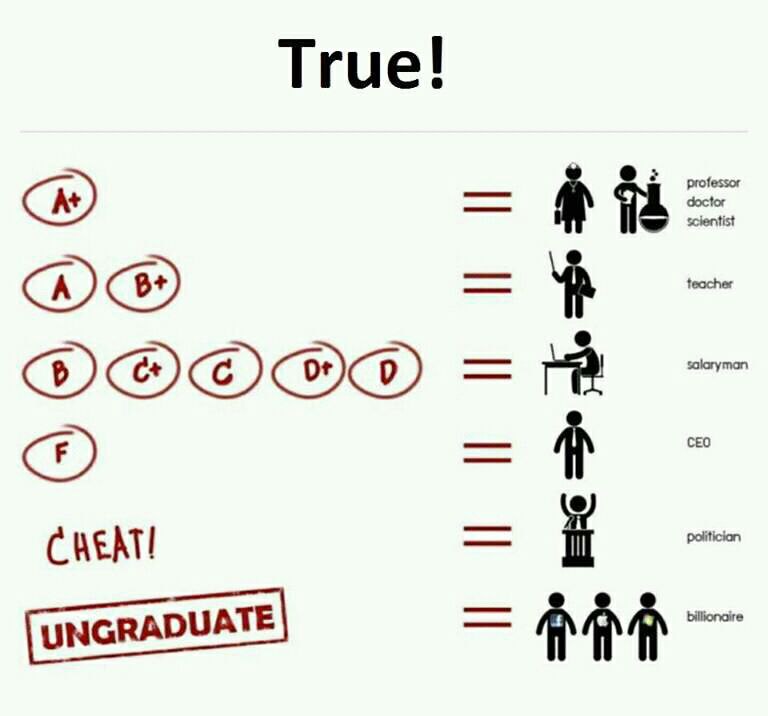 True!
A+
professor
doctor
scientist
A B+
teacher
B C+ C D+ D
salaryman
F
CEO
CHEAT!
politician
UNGRADUATE
billionaire